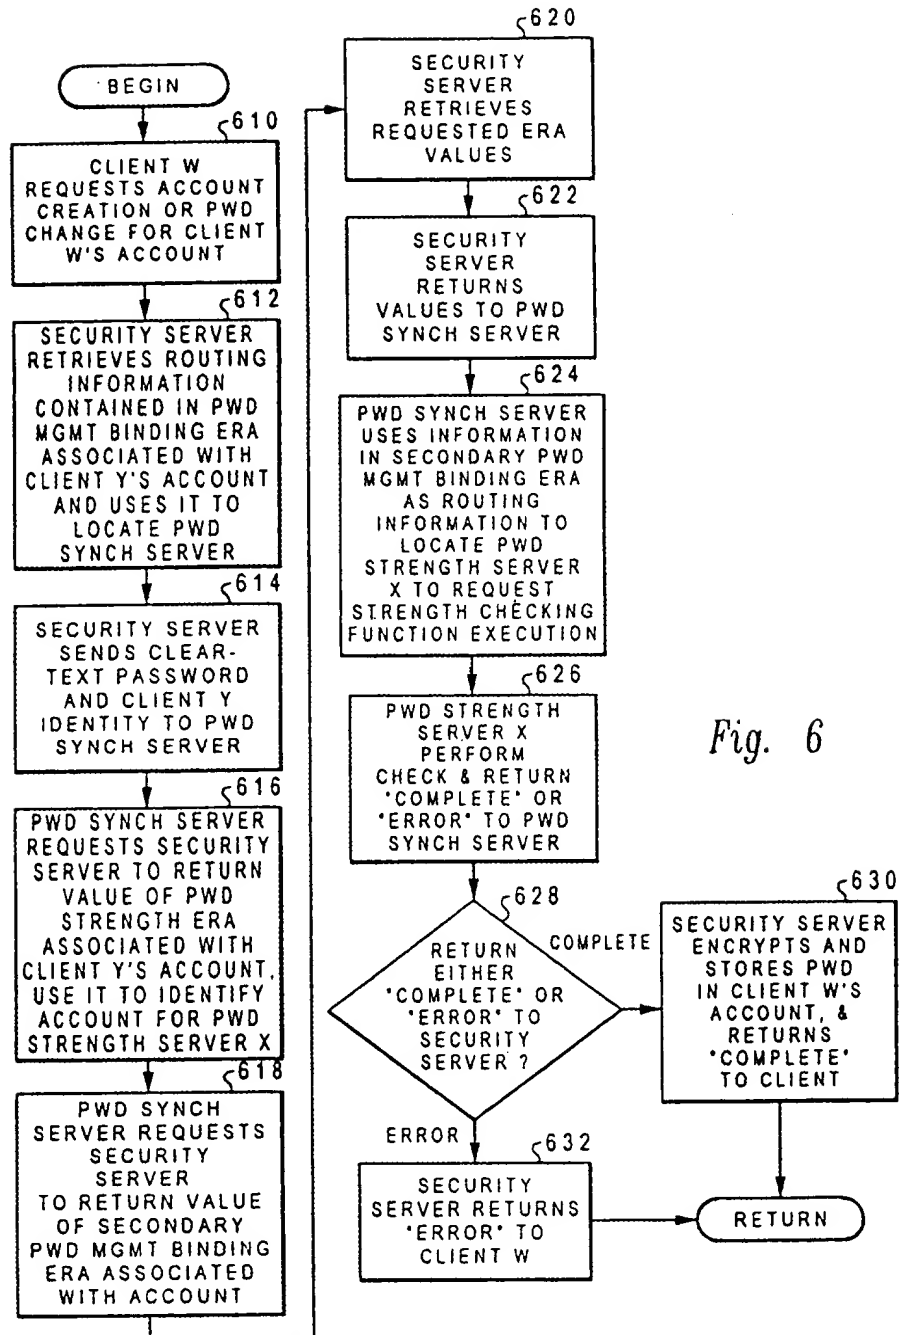 BEGIN
610
CLIENT W
REQUESTS ACCOUNT
CREATION OR PWD
CHANGE FOR CLIENT
W'S ACCOUNT
612
SECURITY SERVER
RETRIEVES ROUTING
INFORMATION
CONTAINED IN PWD
MGMT BINDING ERA
ASSOCIATED WITH
CLIENT Y'S ACCOUNT
AND USES IT TO
LOCATE PWD
SYNCH SERVER
614
SECURITY SERVER
SENDS CLEAR-
TEXT PASSWORD
AND CLIENT Y
IDENTITY TO PWD
SYNCH SERVER
616
PWD SYNCH SERVER
REQUESTS SECURITY
SERVER TO RETURN
VALUE OF PWD
STRENGTH ERA
ASSOCIATED WITH
CLIENT Y'S ACCOUNT,
USE IT TO IDENTIFY
ACCOUNT FOR PWD
STRENGTH SERVER X
618
PWD SYNCH
SERVER REQUESTS
SECURITY
SERVER
TO RETURN VALUE
OF SECONDARY
PWD MGMT BINDING
ERA ASSOCIATED
WITH ACCOUNT
620
SECURITY
SERVER
RETRIEVES
REQUESTED ERA
VALUES
622
SECURITY
SERVER
RETURNS
VALUES TO PWD
SYNCH SERVER
624
PWD SYNCH SERVER
USES INFORMATION
IN SECONDARY PWD
MGMT BINDING ERA
AS ROUTING
INFORMATION TO
LOCATE PWD
STRENGTH SERVER
X TO REQUEST
STRENGTH CHECKING
FUNCTION EXECUTION
626
PWD STRENGTH
SERVER X
PERFORM
CHECK & RETURN
"COMPLETE" OR
"ERROR" TO PWD
SYNCH SERVER
628
RETURN
EITHER
"COMPLETE" OR
"ERROR" TO
SECURITY
SERVER ?
COMPLETE
ERROR
630
SECURITY SERVER
ENCRYPTS AND
STORES PWD
IN CLIENT W'S
ACCOUNT, &
RETURNS
"COMPLETE"
TO CLIENT
632
SECURITY
SERVER RETURNS
"ERROR" TO
CLIENT W
RETURN
Fig. 6